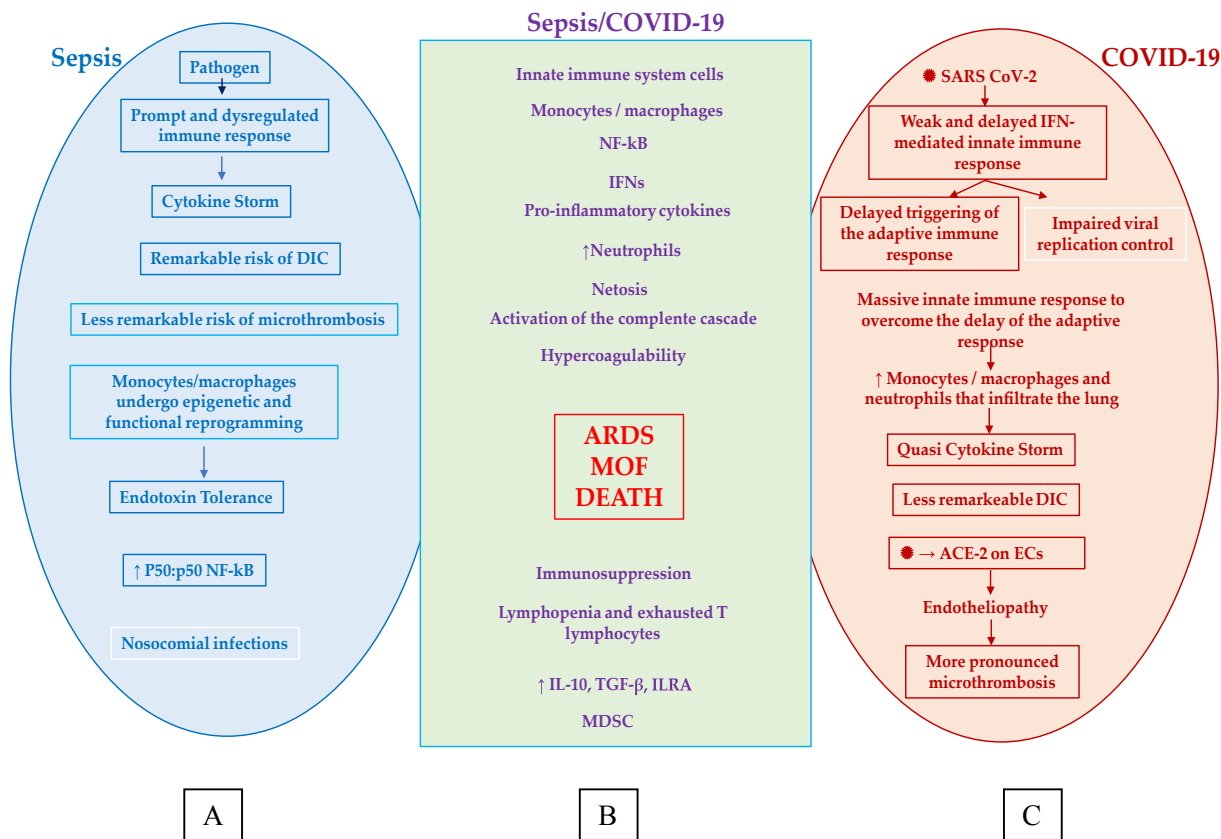 Sepsis
Pathogen
Prompt and dysregulated
immune response
Cytokine Storm
Remarkable risk of DIC
Less remarkable risk of microthrombosis
Monocytes/macrophages
undergo epigenetic and
functional reprogramming
Endotoxin Tolerance
↑ P50:p50 NF-kB
Nosocomial infections
A
Sepsis/COVID-19
Innate immune system cells
Monocytes / macrophages
NF-kB
IFNs
Pro-inflammatory cytokines
↑Neutrophils
Netosis
Activation of the complente cascade
Hypercoagulability
ARDS
MOF
DEATH
Immunosuppression
Lymphopenia and exhausted T
lymphocytes
↑ IL-10, TGF-β, ILRA
MDSC
B
COVID-19
SARS CoV-2
Weak and delayed IFN-
mediated innate immune
response
Delayed triggering of
the adaptive immune
response
Impaired viral
replication control
Massive innate immune response to
overcome the delay of the adaptive
response
↑ Monocytes / macrophages and
neutrophils that infiltrate the lung
Quasi Cytokine Storm
Less remarkeable DIC
→ ACE-2 on ECs
Endotheliopathy
More pronounced
microthrombosis
C